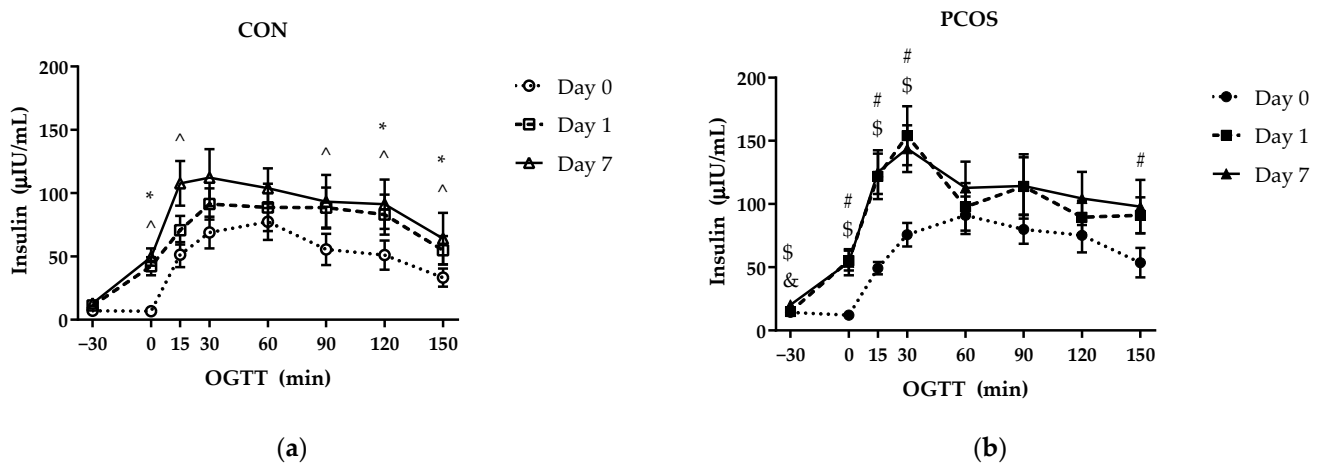 CON
200
150
100
50
0
Insulin (µIU/mL)
* ^
^
^
* ^
* ^
−30 0 15 30 60 90 120 150
OGTT (min)
Day 0
Day 1
Day 7
(a)
PCOS
200
150
100
50
0
Insulin (µIU/mL)
$ &
# $
# $
# $
#
−30 0 15 30 60 90 120 150
OGTT (min)
Day 0
Day 1
Day 7
(b)